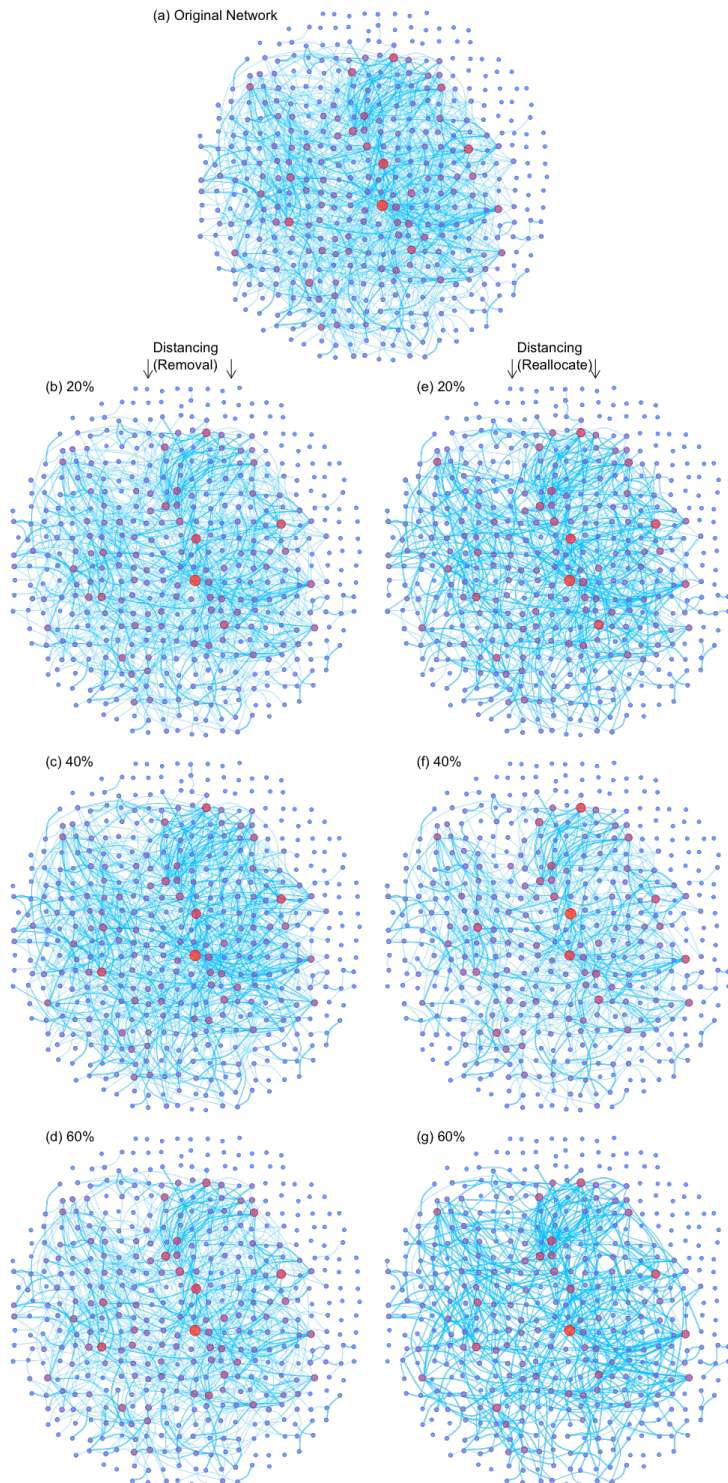 (a) Original Network
Distancing
(Removal)
Distancing
(Reallocate)
(b) 20%
(e) 20%
(c) 40%
(f) 40%
(d) 60%
(g) 60%